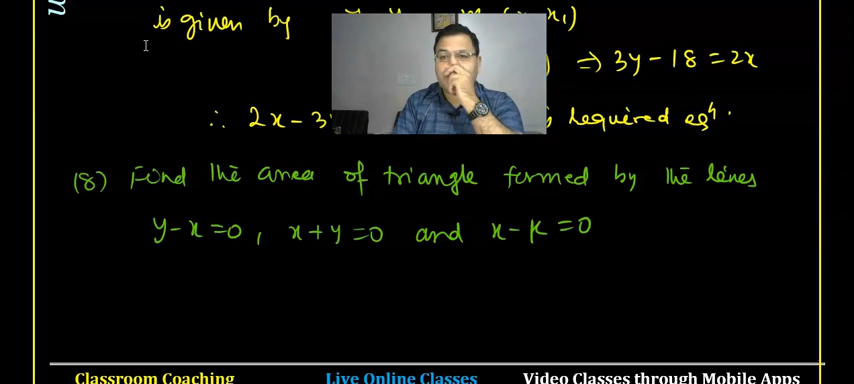 is given by x₁)
) ⇒ 3y - 18 = 2x
∴ 2x - 3 required eqⁿ.
(8) Find the area of triangle formed by the lines
y - x = 0, x + y = 0 and x - k = 0
Classroom Coaching Live Online Classes Video Classes through Mobile Apps